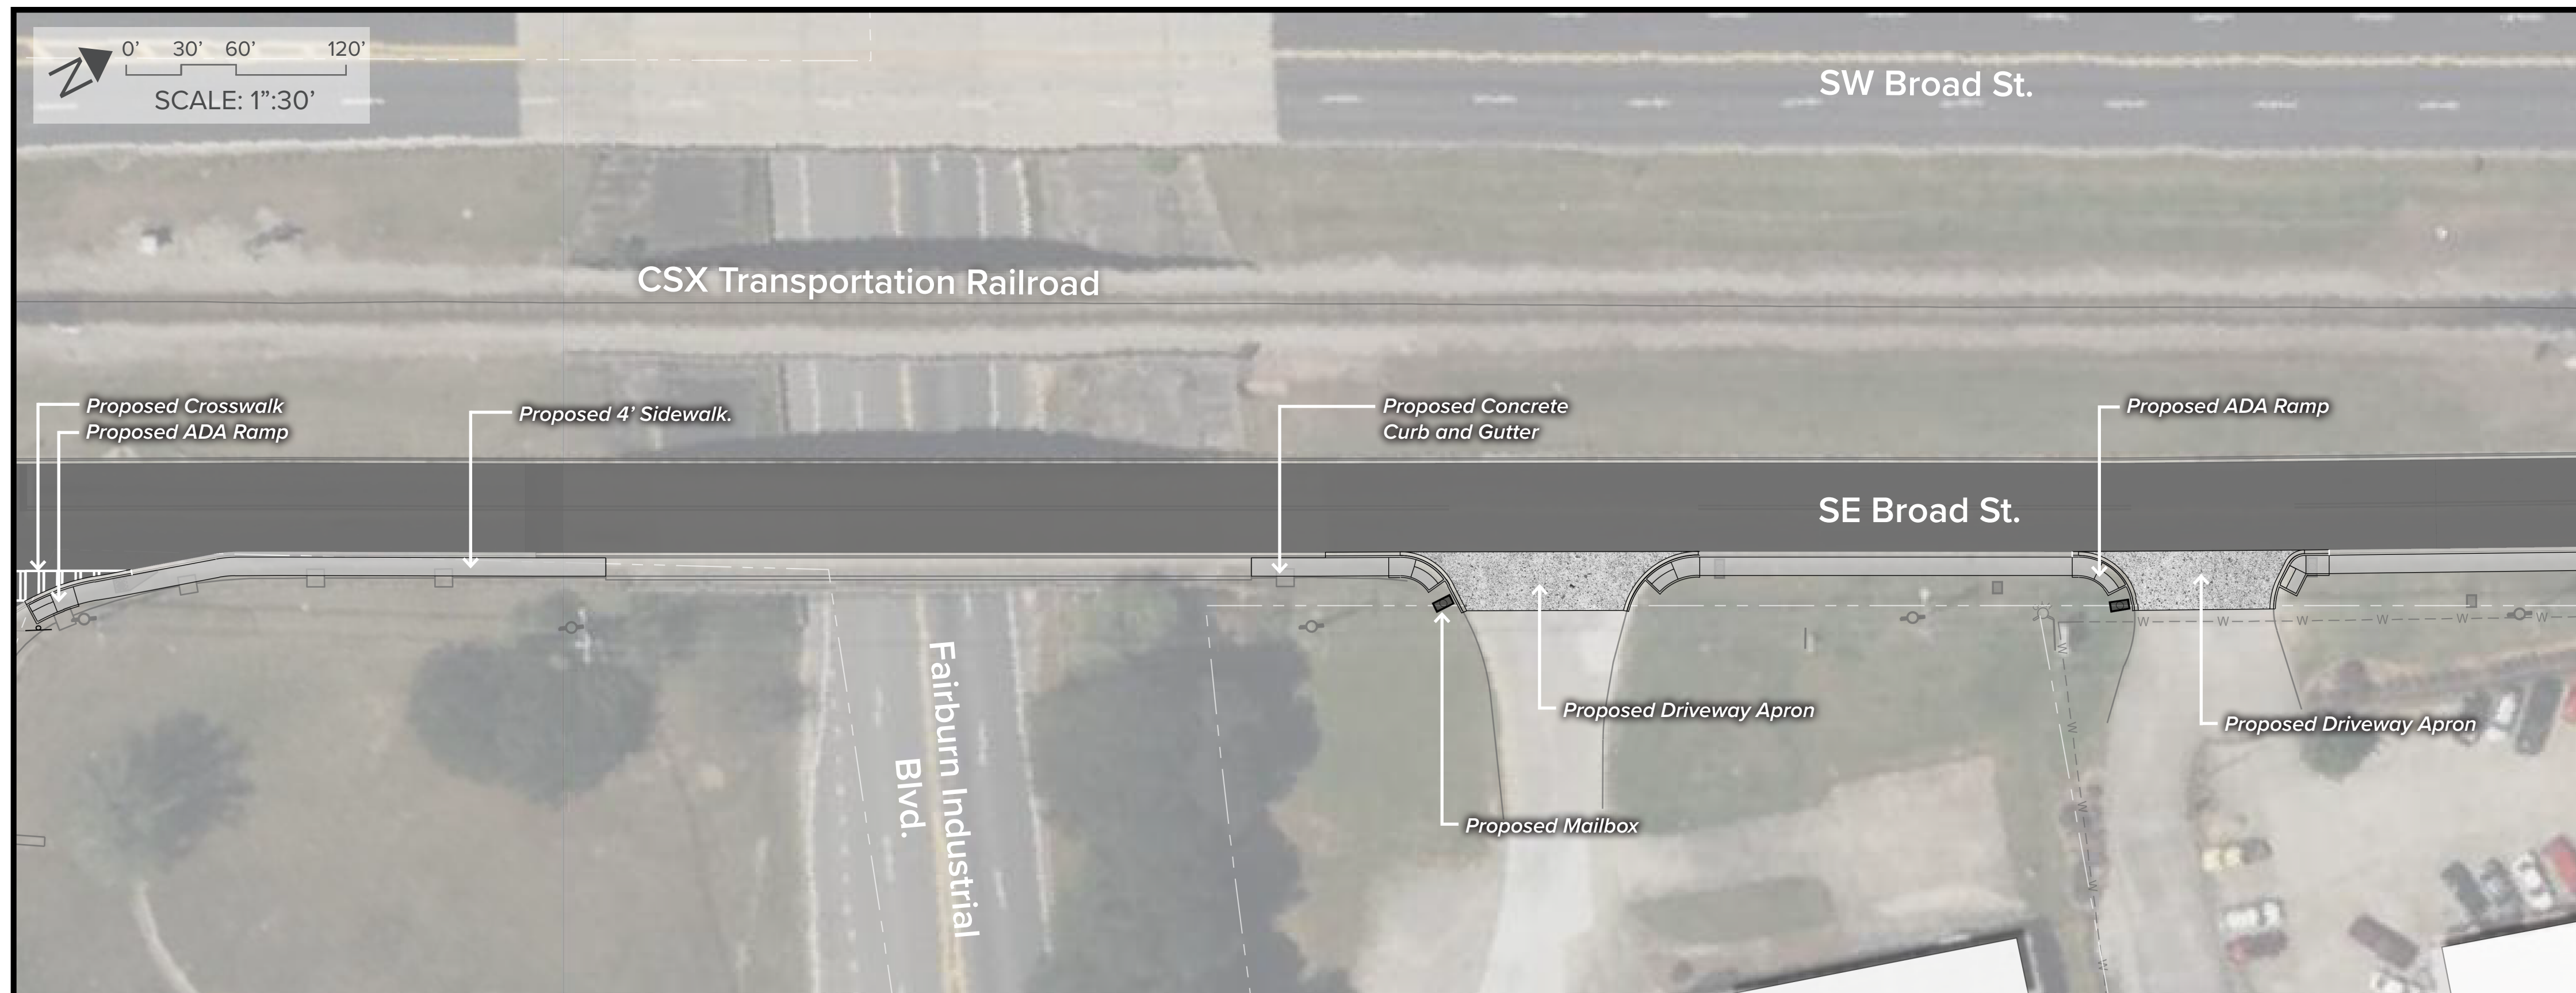 0’ 30’ 60’ 120’
N
SCALE: 1”:30’
SW Broad St.
CSX Transportation Railroad
Proposed Crosswalk
Proposed ADA Ramp
Proposed 4’ Sidewalk.
Proposed Concrete
Curb and Gutter
Proposed ADA Ramp
SE Broad St.
W W W W W W
W
W
W
W
W
Fairburn Industrial
Blvd.
Proposed Driveway Apron
Proposed Driveway Apron
Proposed Mailbox